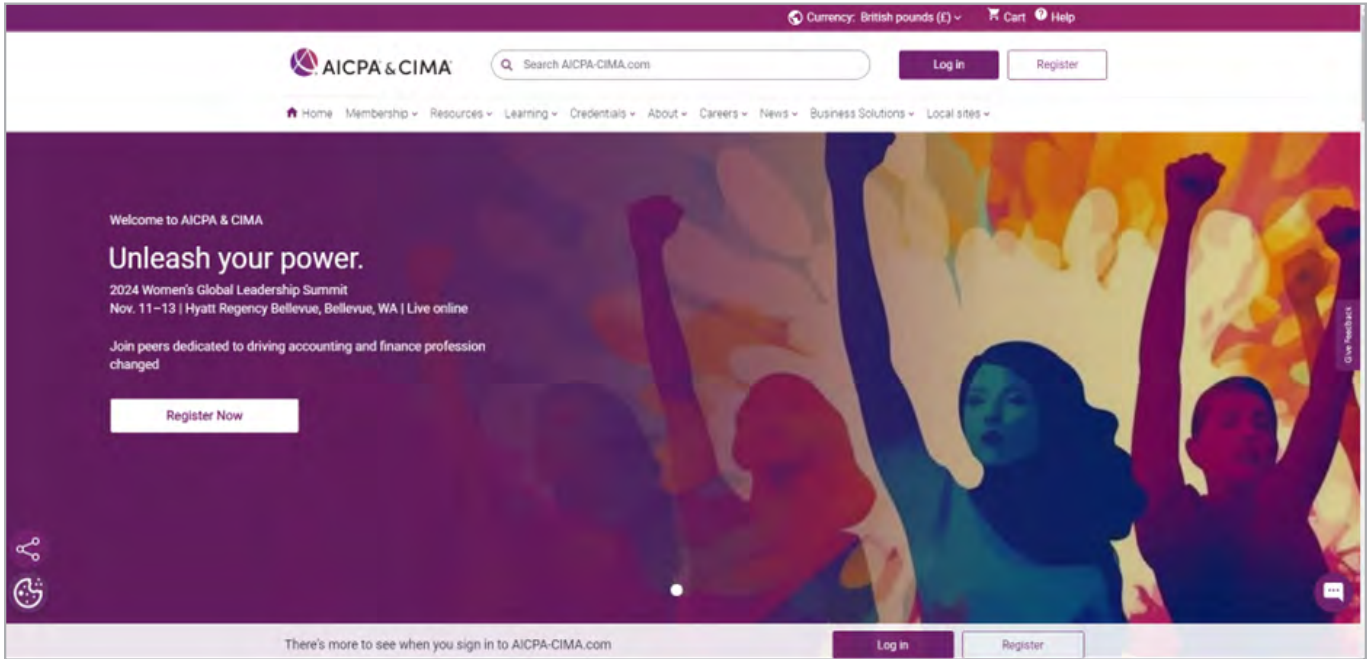 Currency: British pounds (£) Cart Help
AICPA & CIMA
Search AICPA-CIMA.com
Log in
Register
Home Membership Resources Learning Credentials About Careers News Business Solutions Local sites
Welcome to AICPA & CIMA
Unleash your power.
2024 Women's Global Leadership Summit
Nov. 11–13 | Hyatt Regency Bellevue, Bellevue, WA | Live online
Join peers dedicated to driving accounting and finance profession
changed
Register Now
Give Feedback
There's more to see when you sign in to AICPA-CIMA.com
Log in
Register